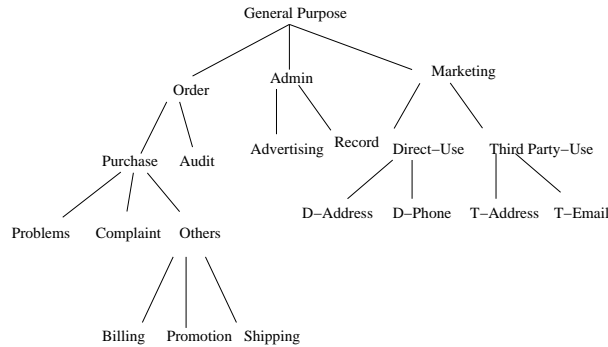 General Purpose
Order
Admin
Marketing
Purchase
Audit
Advertising
Record
Direct−Use
Third Party−Use
Problems
Complaint
Others
D−Address
D−Phone
T−Address
T−Email
Billing
Promotion
Shipping